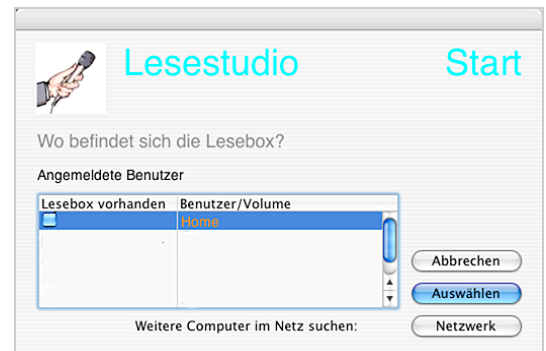 Lesestudio Start
Wo befindet sich die Lesebox?
Angemeldete Benutzer
Lesebox vorhanden Benutzer/Volume
Home
Abbrechen
Auswählen
Weitere Computer im Netz suchen: Netzwerk